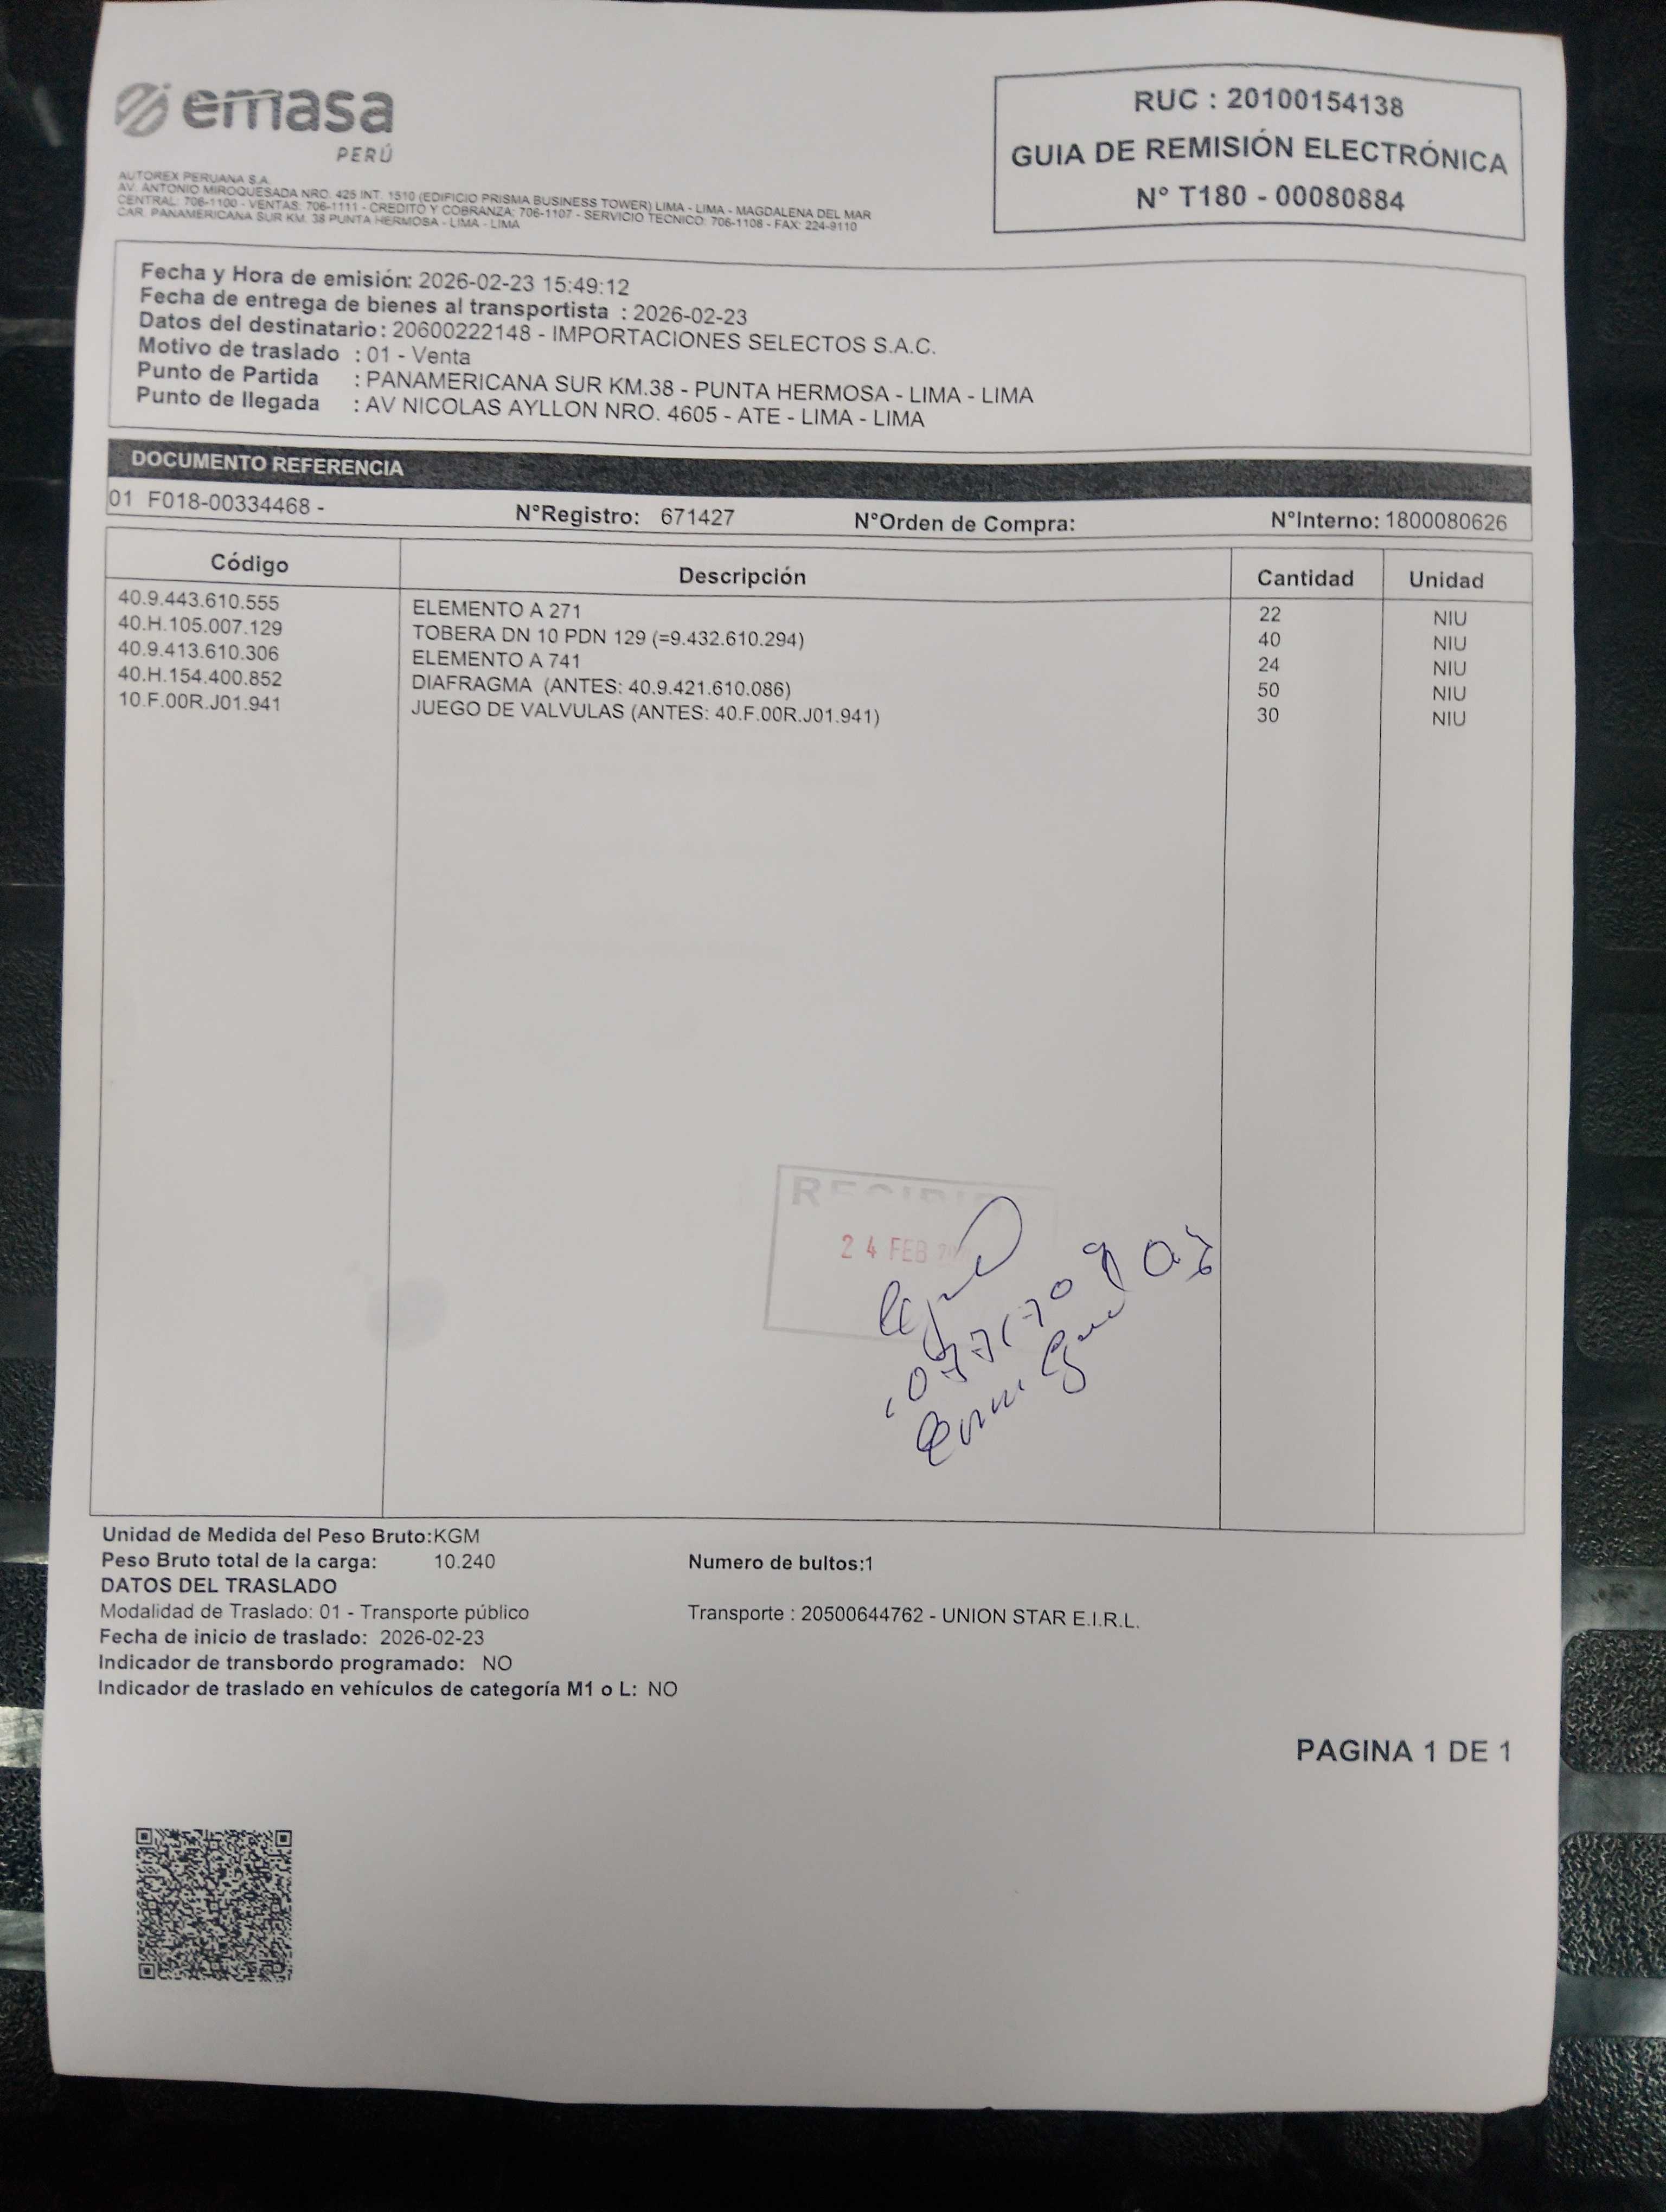 emasa
PERÚ
AUTOREX PERUANA S.A.
AV. ANTONIO MIROQUESADA NRO. 425 INT. 1510 (EDIFICIO PRISMA BUSINESS TOWER) LIMA - LIMA - MAGDALENA DEL MAR
CENTRAL: 706-1100 - VENTAS: 706-1111 - CREDITO Y COBRANZA: 706-1107 - SERVICIO TECNICO: 706-1108 - FAX: 224-9110
CAR. PANAMERICANA SUR KM. 38 PUNTA HERMOSA - LIMA - LIMA
RUC : 20100154138
GUIA DE REMISIÓN ELECTRÓNICA
N° T180 - 00080884
Fecha y Hora de emisión: 2026-02-23 15:49:12
Fecha de entrega de bienes al transportista : 2026-02-23
Datos del destinatario: 20600222148 - IMPORTACIONES SELECTOS S.A.C.
Motivo de traslado : 01 - Venta
Punto de Partida : PANAMERICANA SUR KM.38 - PUNTA HERMOSA - LIMA - LIMA
Punto de llegada : AV NICOLAS AYLLON NRO. 4605 - ATE - LIMA - LIMA
DOCUMENTO REFERENCIA
01 F018-00334468 - N°Registro: 671427 N°Orden de Compra: N°Interno: 1800080626
Código Descripción Cantidad Unidad
40.9.443.610.555 ELEMENTO A 271 22 NIU
40.H.105.007.129 TOBERA DN 10 PDN 129 (=9.432.610.294) 40 NIU
40.9.413.610.306 ELEMENTO A 741 24 NIU
40.H.154.400.852 DIAFRAGMA (ANTES: 40.9.421.610.086) 50 NIU
10.F.00R.J01.941 JUEGO DE VALVULAS (ANTES: 40.F.00R.J01.941) 30 NIU
24 FEB
Unidad de Medida del Peso Bruto:KGM
Peso Bruto total de la carga: 10.240 Numero de bultos:1
DATOS DEL TRASLADO
Modalidad de Traslado: 01 - Transporte público Transporte : 20500644762 - UNION STAR E.I.R.L.
Fecha de inicio de traslado: 2026-02-23
Indicador de transbordo programado: NO
Indicador de traslado en vehículos de categoría M1 o L: NO
PAGINA 1 DE 1